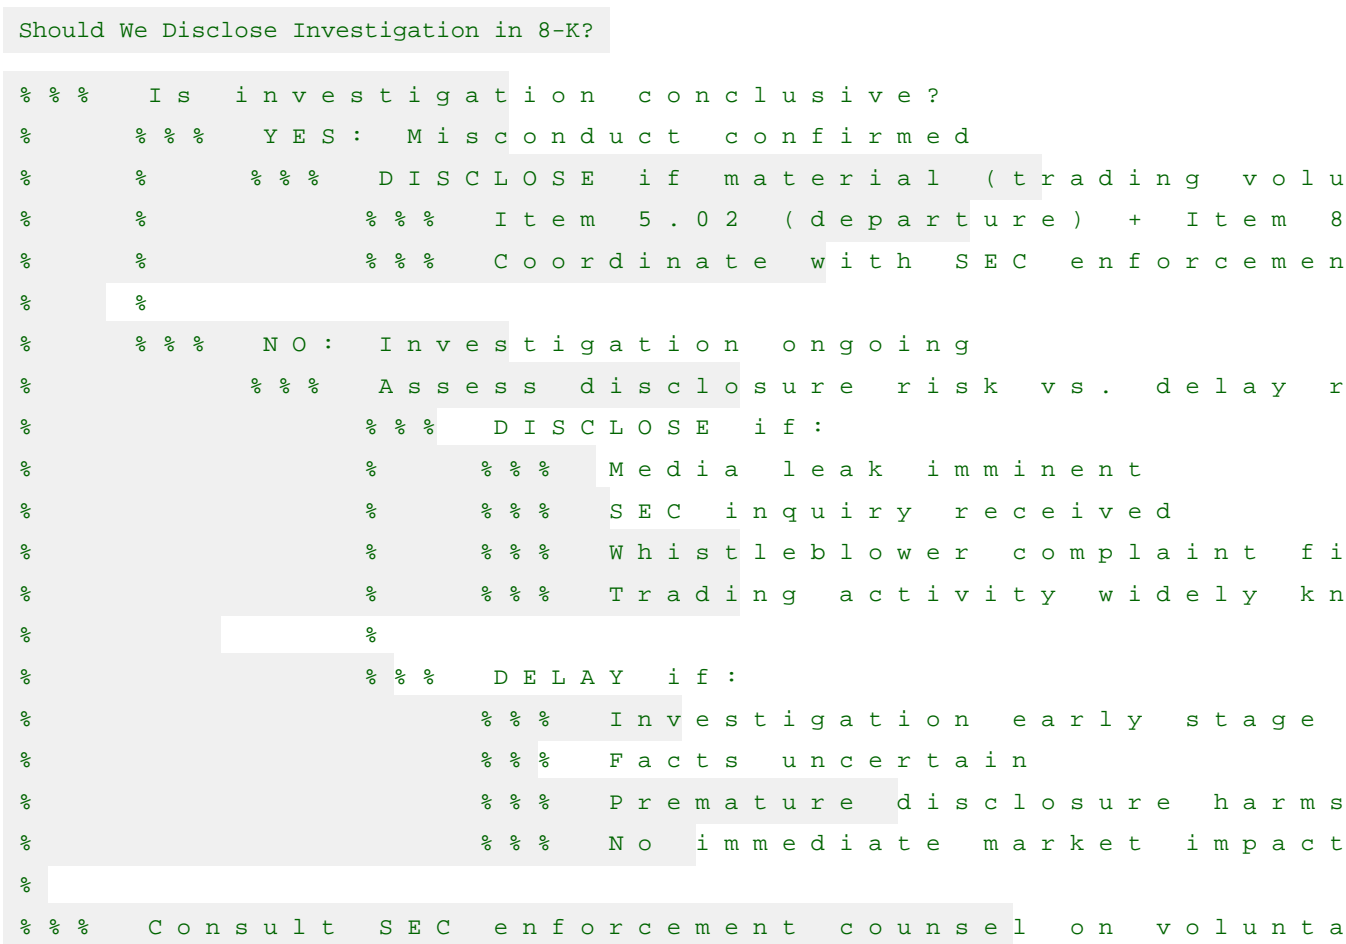 Should We Disclose Investigation in 8-K?
%%% Is investigation conclusive?
% %%% YES: Misconduct confirmed
% % %%% DISCLOSE if material (trading volu
% % %%% Item 5.02 (departure) + Item 8
% % %%% Coordinate with SEC enforcemen
% %
% %%% NO: Investigation ongoing
% %%% Assess disclosure risk vs. delay r
% %%% DISCLOSE if:
% % %%% Media leak imminent
% % %%% SEC inquiry received
% % %%% Whistleblower complaint fi
% % %%% Trading activity widely kn
% %
% %%% DELAY if:
% %%% Investigation early stage
% %%% Facts uncertain
% %%% Premature disclosure harms
% %%% No immediate market impact
%
%%% Consult SEC enforcement counsel on volunta